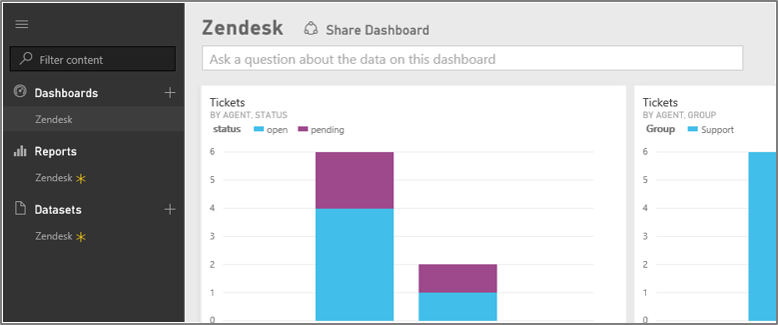 Zendesk
Share Dashboard
Filter content
Ask a question about the data on this dashboard
Dashboards
Zendesk
Reports
Zendesk
Datasets
Zendesk
Tickets
BY AGENT, STATUS
status open pending
6
5
4
3
2
1
0
Tickets
BY AGENT, GROUP
Group Support
6
5
4
3
2
1
0